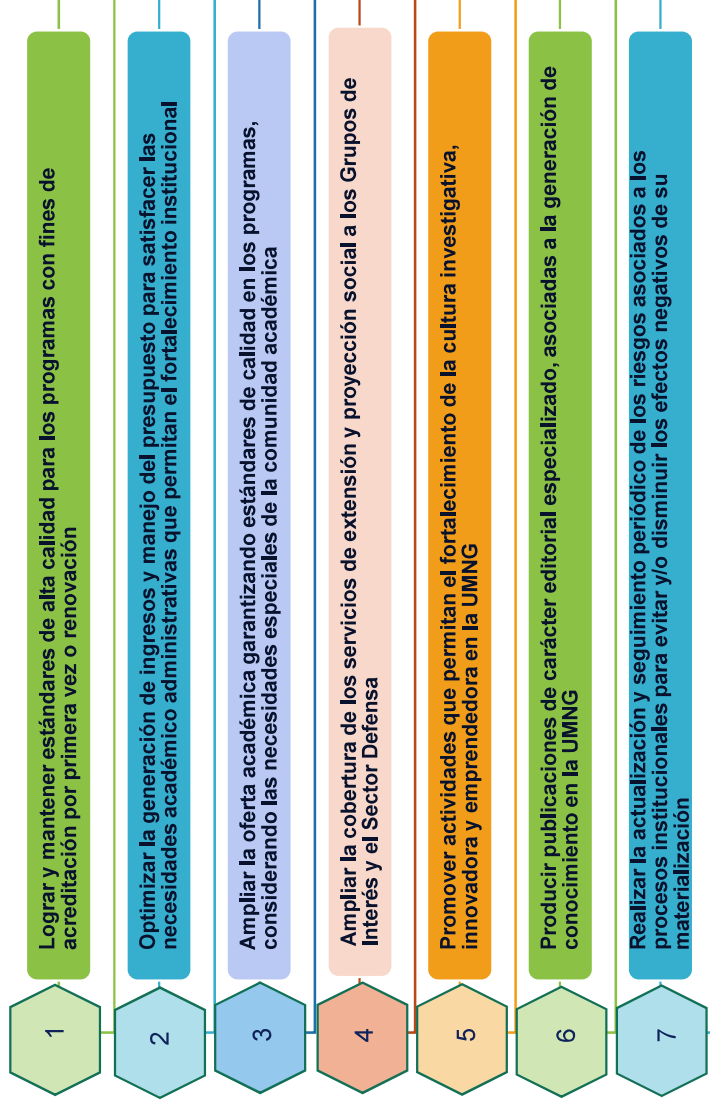 1
Lograr y mantener estándares de alta calidad para los programas con fines de
acreditación por primera vez o renovación
2
Optimizar la generación de ingresos y manejo del presupuesto para satisfacer las
necesidades académico administrativas que permitan el fortalecimiento institucional
3
Ampliar la oferta académica garantizando estándares de calidad en los programas,
considerando las necesidades especiales de la comunidad académica
4
Ampliar la cobertura de los servicios de extensión y proyección social a los Grupos de
Interés y el Sector Defensa
5
Promover actividades que permitan el fortalecimiento de la cultura investigativa,
innovadora y emprendedora en la UMNG
6
Producir publicaciones de carácter editorial especializado, asociadas a la generación de
conocimiento en la UMNG
7
Realizar la actualización y seguimiento periódico de los riesgos asociados a los
procesos institucionales para evitar y/o disminuir los efectos negativos de su
materialización